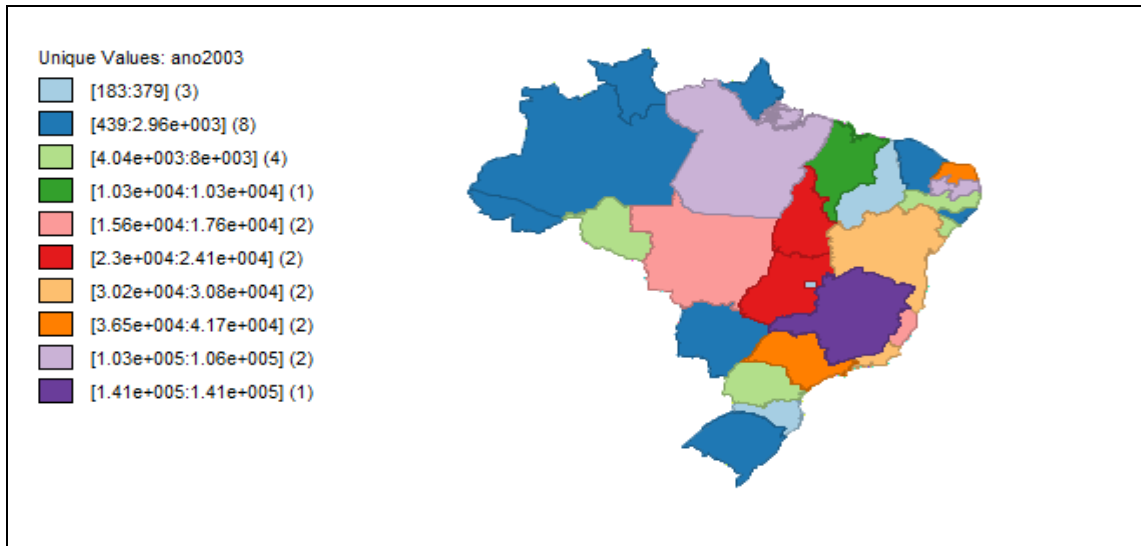 Unique Values: ano2003
[183:379] (3)
[439:2.96e+003] (8)
[4.04e+003:8e+003] (4)
[1.03e+004:1.03e+004] (1)
[1.56e+004:1.76e+004] (2)
[2.3e+004:2.41e+004] (2)
[3.02e+004:3.08e+004] (2)
[3.65e+004:4.17e+004] (2)
[1.03e+005:1.06e+005] (2)
[1.41e+005:1.41e+005] (1)